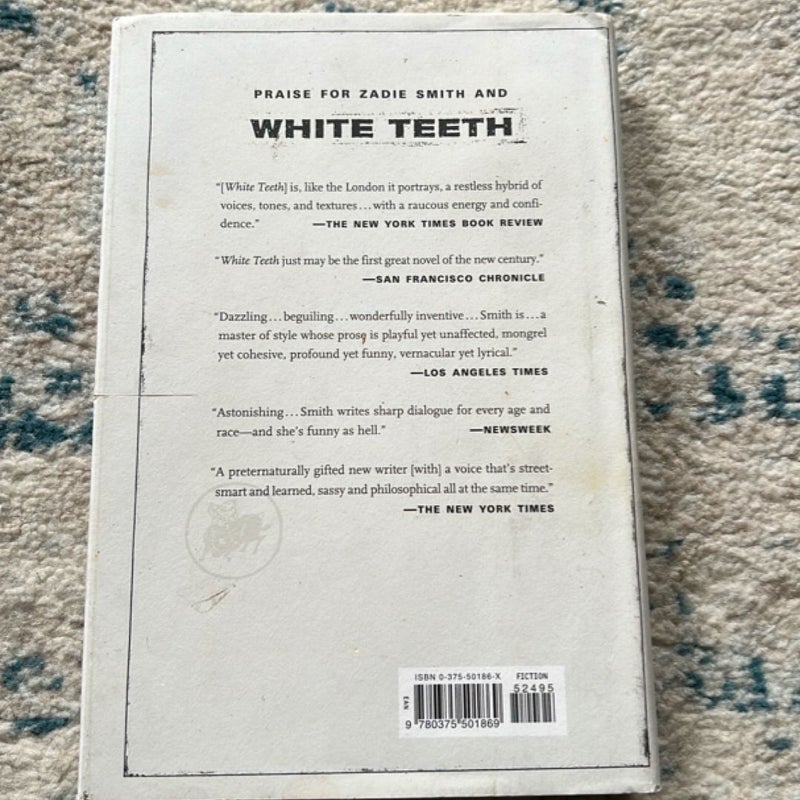 PRAISE FOR ZADIE SMITH AND
WHITE TEETH
“[White Teeth] is, like the London it portrays, a restless hybrid of
voices, tones, and textures...with a raucous energy and confi-
dence.” —THE NEW YORK TIMES BOOK REVIEW
“White Teeth just may be the first great novel of the new century.”
—SAN FRANCISCO CHRONICLE
“Dazzling...beguiling...wonderfully inventive...Smith is...a
master of style whose prose is playful yet unaffected, mongrel
yet cohesive, profound yet funny, vernacular yet lyrical.”
—LOS ANGELES TIMES
“Astonishing...Smith writes sharp dialogue for every age and
race—and she’s funny as hell.” —NEWSWEEK
“A preternaturally gifted new writer [with] a voice that’s street-
smart and learned, sassy and philosophical all at the same time.”
—THE NEW YORK TIMES
ISBN 0-375-50186-X FICTION
52495
EAN
9 780375 501869